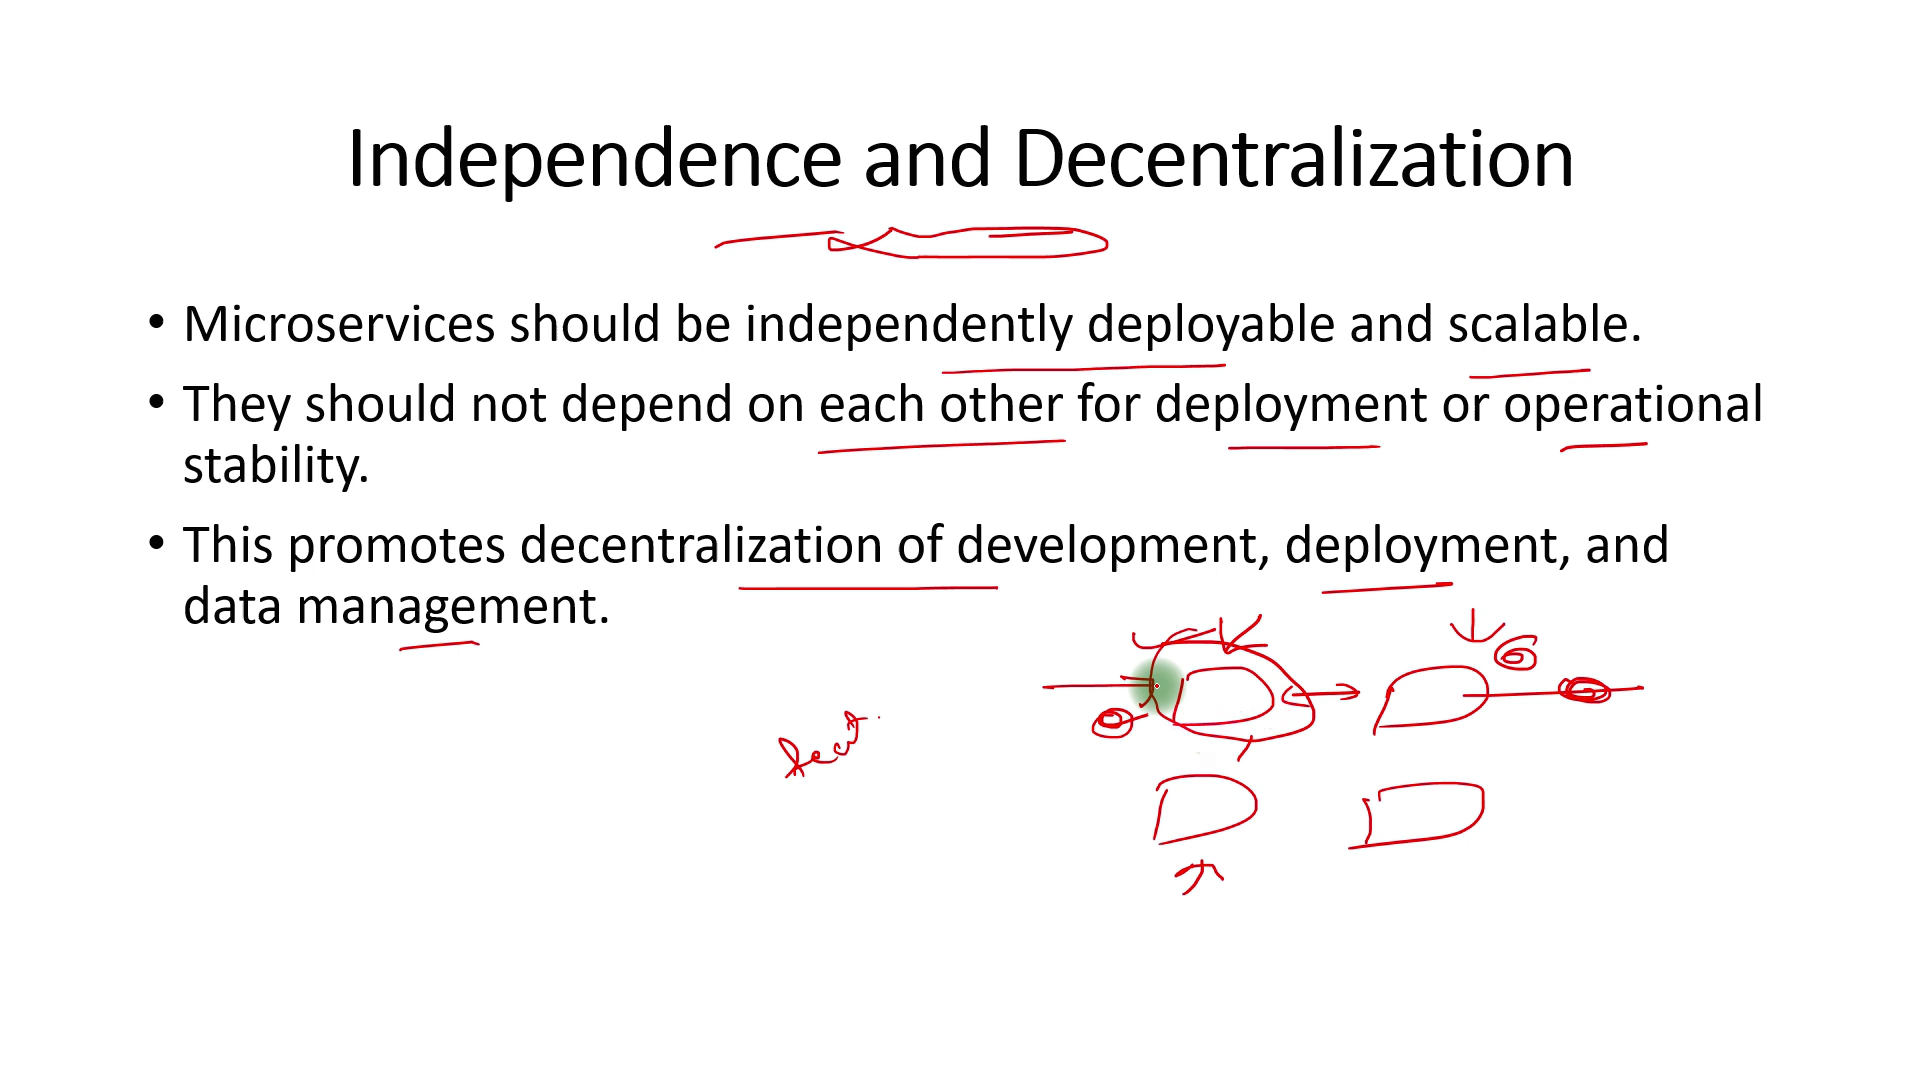 Independence and Decentralization
• Microservices should be independently deployable and scalable.
• They should not depend on each other for deployment or operational
stability.
• This promotes decentralization of development, deployment, and
data management.